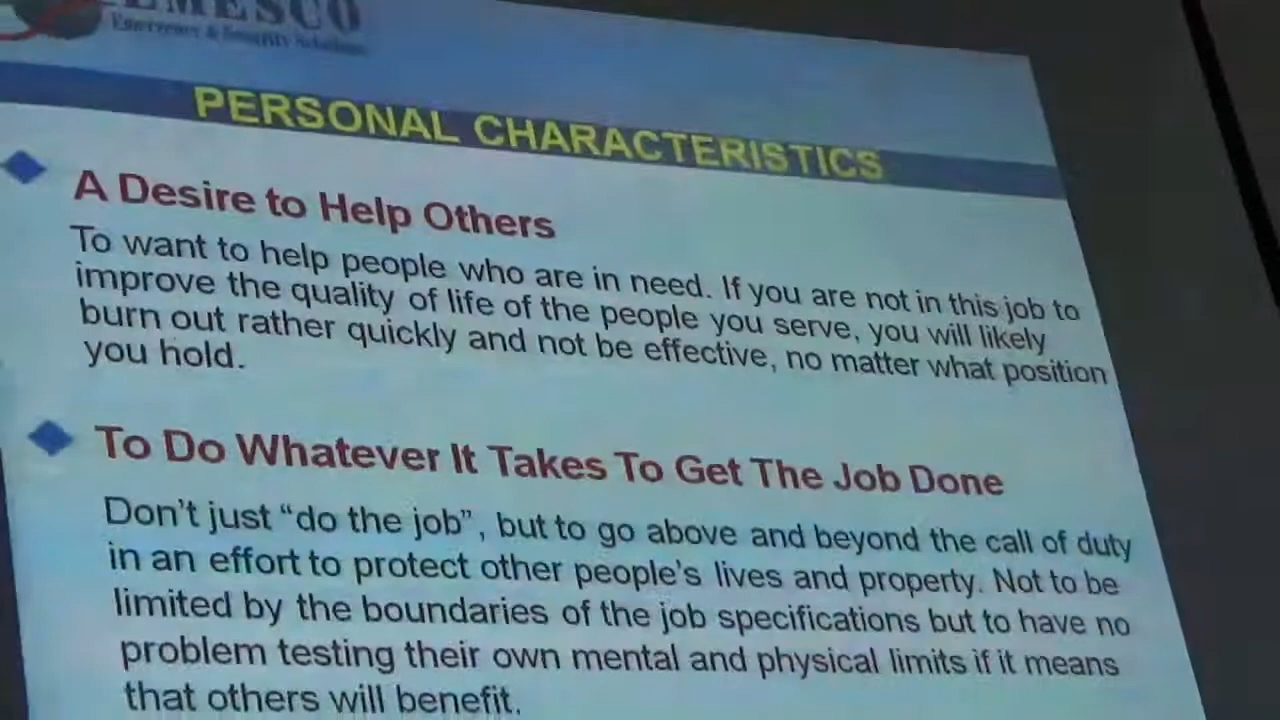 EMESCO
Emergency & Security Solutions
PERSONAL CHARACTERISTICS
A Desire to Help Others
To want to help people who are in need. If you are not in this job to
improve the quality of life of the people you serve, you will likely
burn out rather quickly and not be effective, no matter what position
you hold.
To Do Whatever It Takes To Get The Job Done
Don't just “do the job”, but to go above and beyond the call of duty
in an effort to protect other people's lives and property. Not to be
limited by the boundaries of the job specifications but to have no
problem testing their own mental and physical limits if it means
that others will benefit.